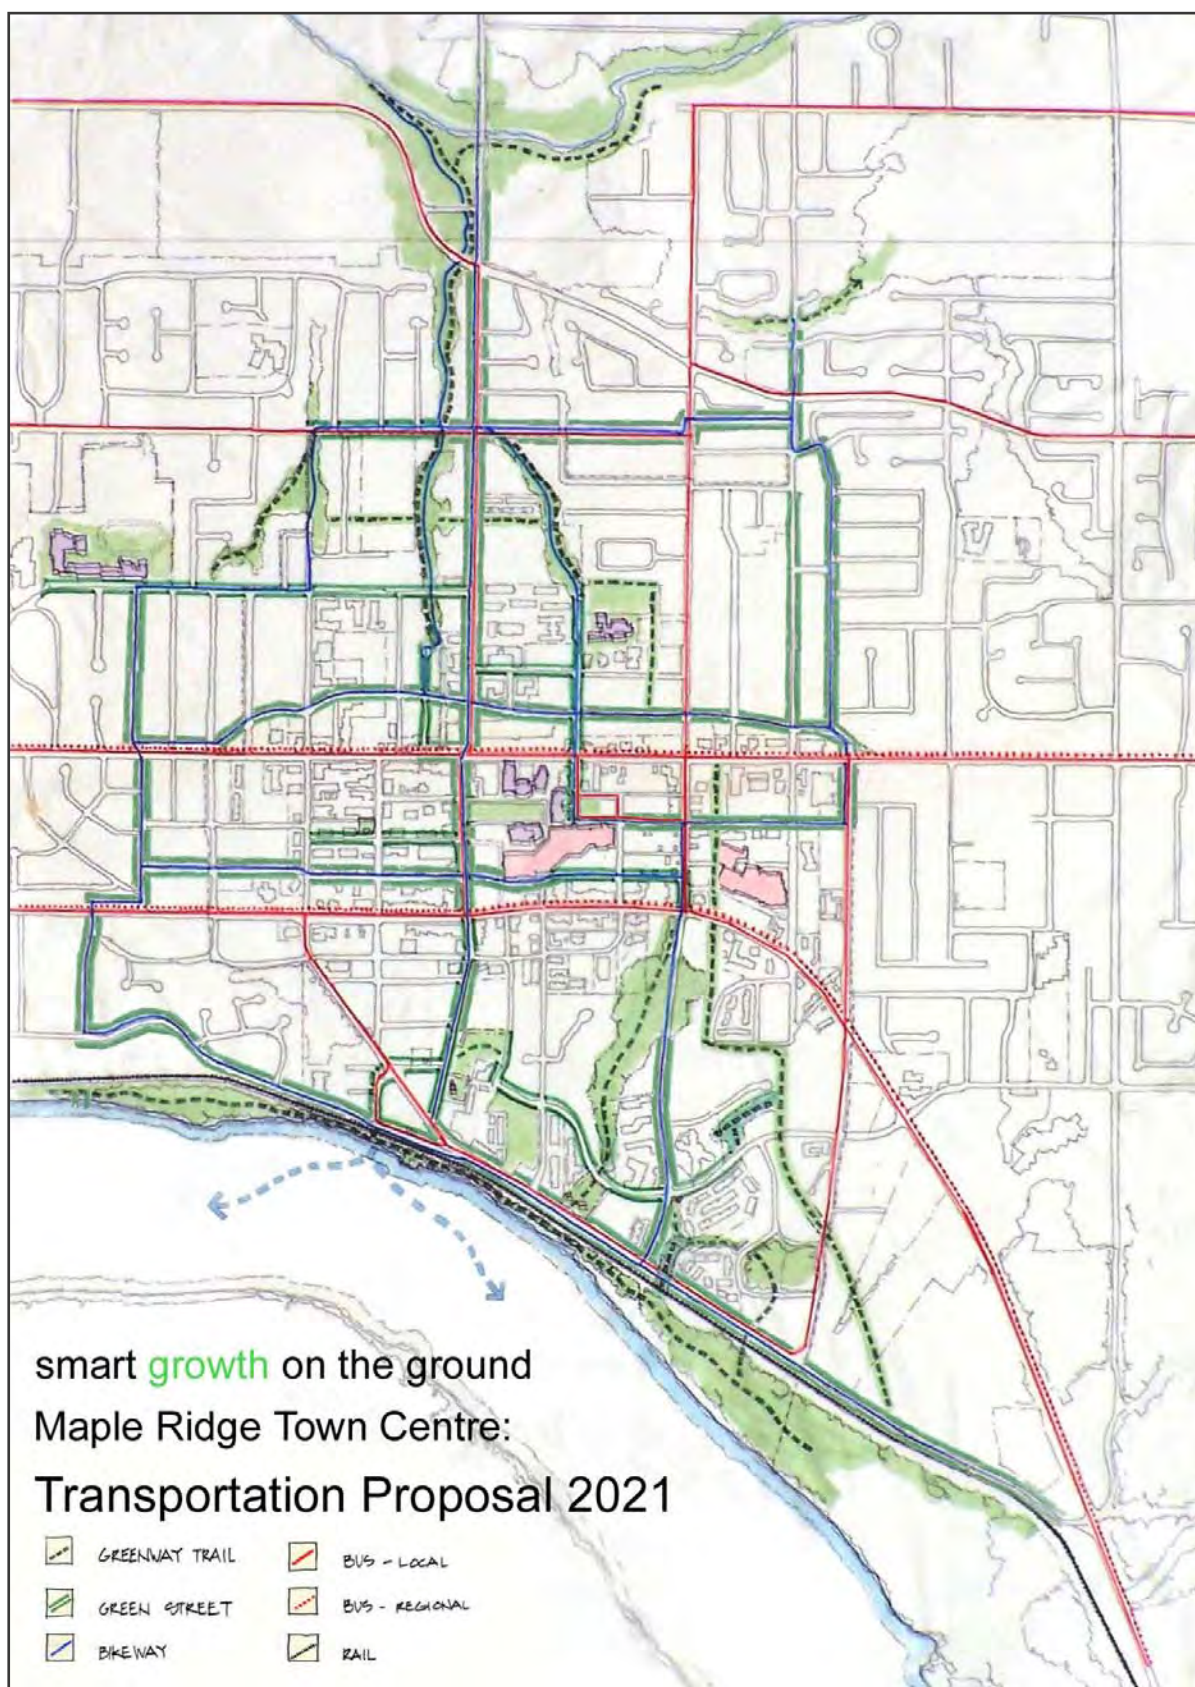 smart growth on the ground
Maple Ridge Town Centre:
Transportation Proposal 2021
GREENWAY TRAIL
BUS - LOCAL
GREEN STREET
BUS - REGIONAL
BIKEWAY
RAIL